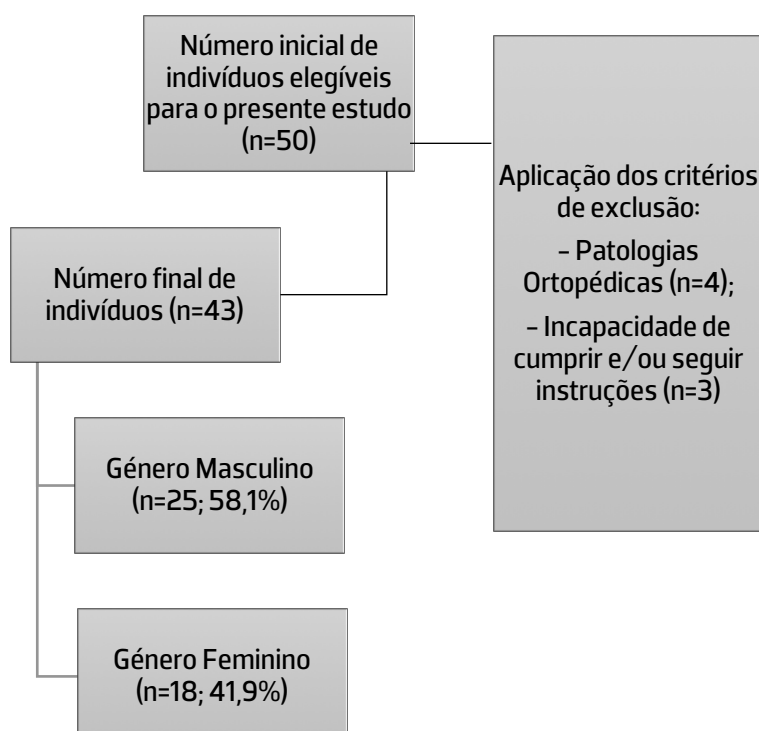 Número inicial de
indivíduos elegíveis
para o presente estudo
(n=50)
Aplicação dos critérios
de exclusão:
– Patologias
Ortopédicas (n=4);
– Incapacidade de
cumprir e/ou seguir
instruções (n=3)
Número final de
indivíduos (n=43)
Género Masculino
(n=25; 58,1%)
Género Feminino
(n=18; 41,9%)